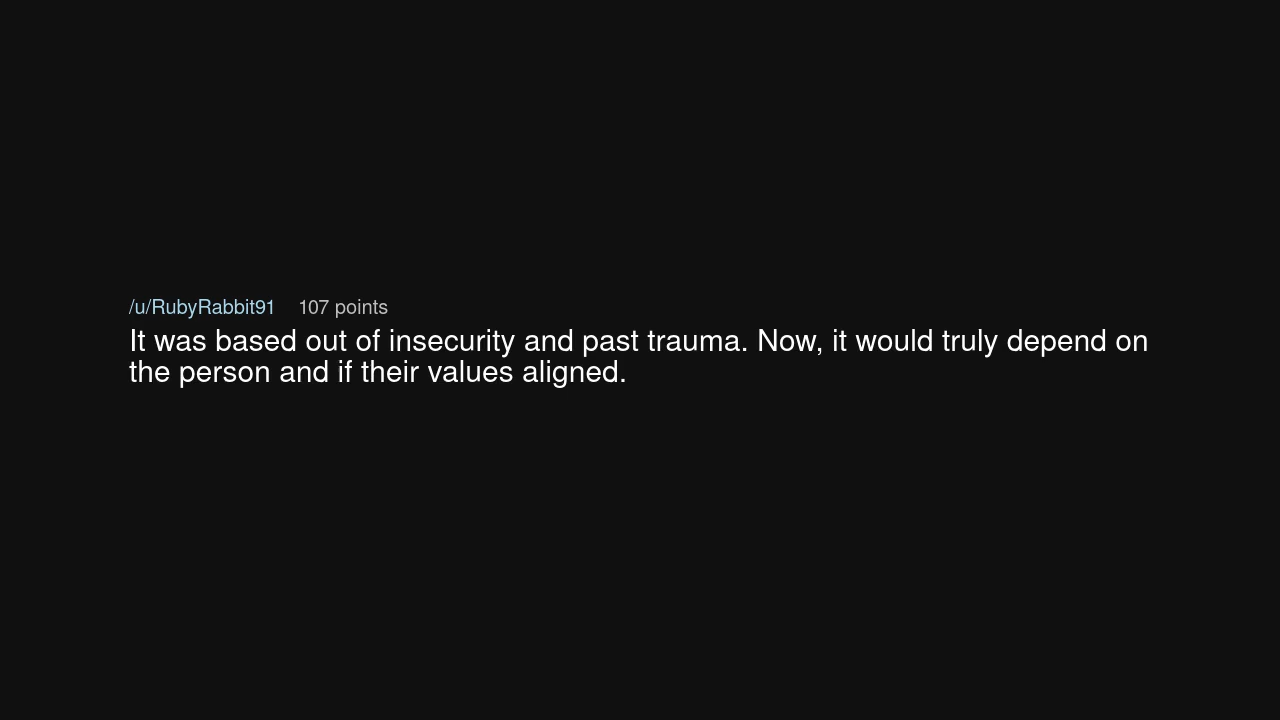 /u/RubyRabbit91 107 points
It was based out of insecurity and past trauma. Now, it would truly depend on
the person and if their values aligned.